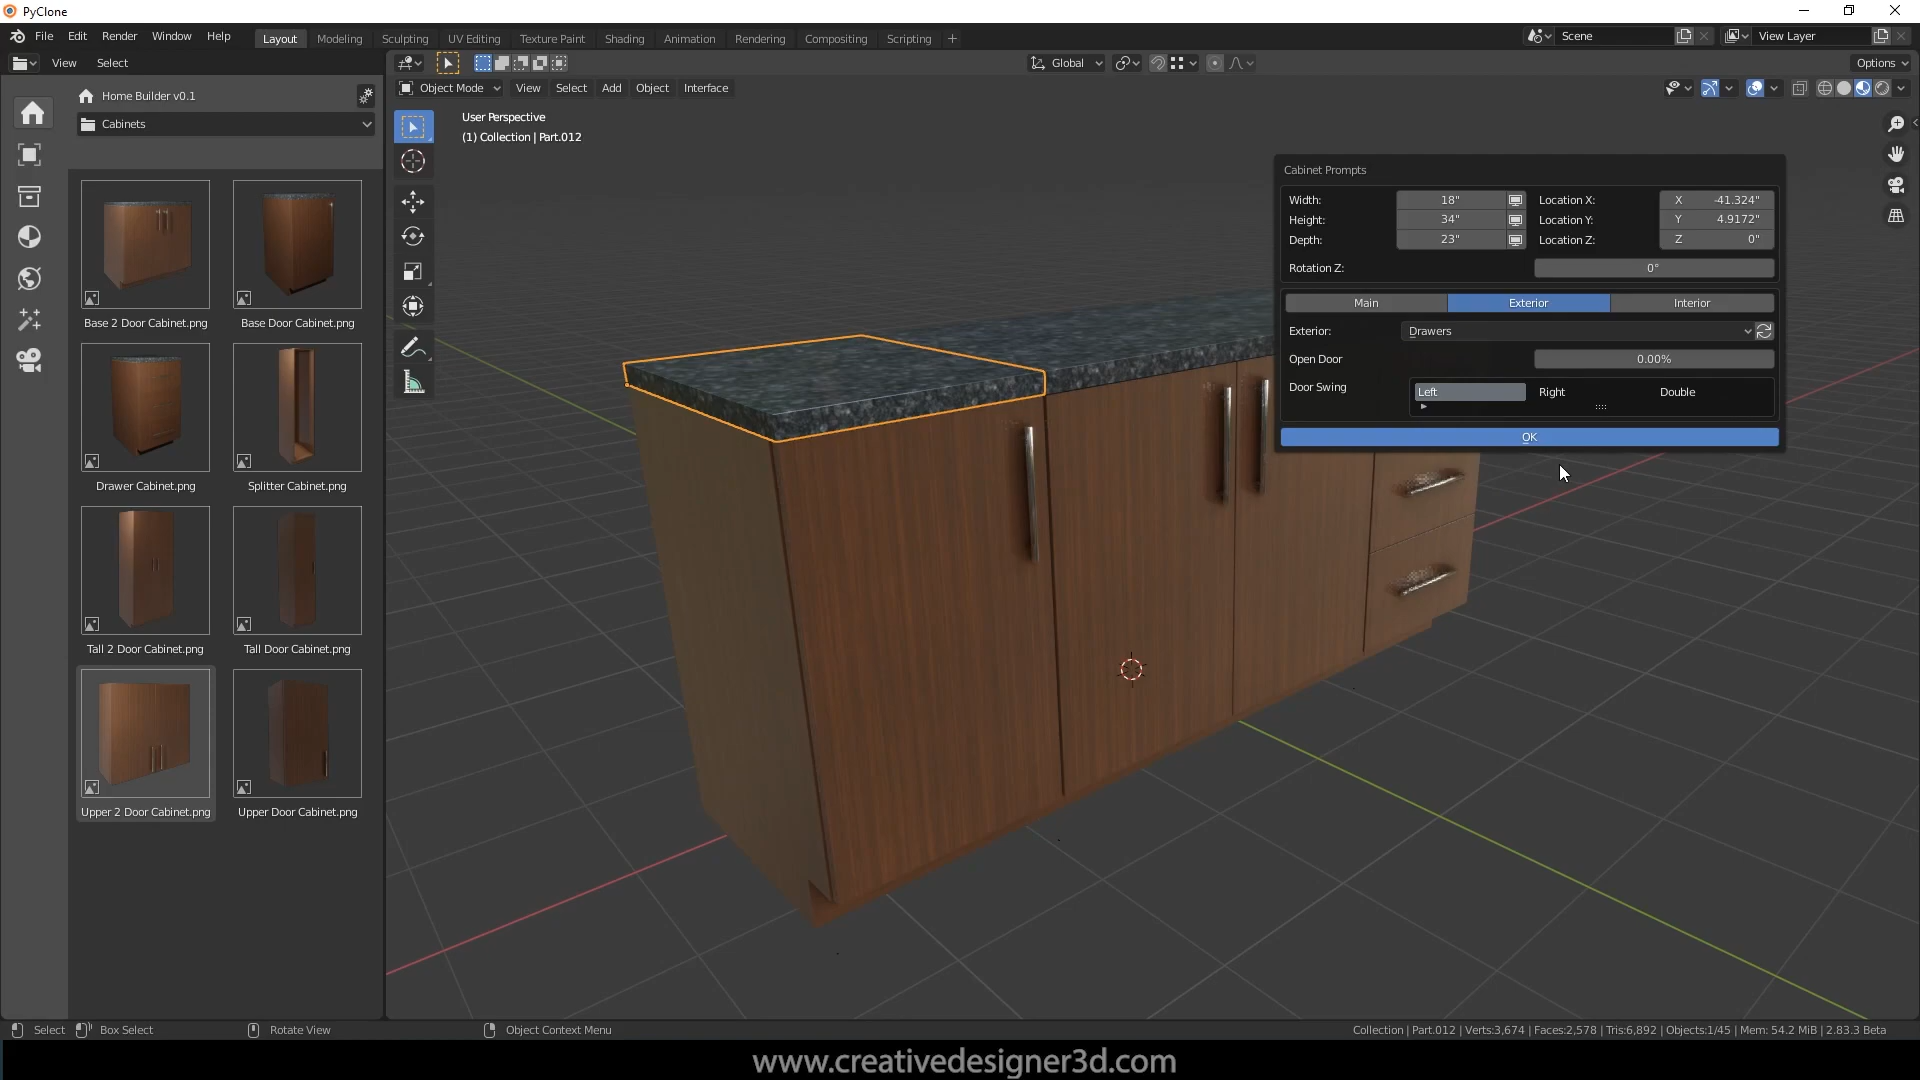 PyClone
File Edit Render Window Help
Layout Modeling Sculpting UV Editing Texture Paint Shading Animation Rendering Compositing Scripting +
Scene
View Layer
View Select
Global
Options
Object Mode View Select Add Object Interface
Home Builder v0.1
Cabinets
User Perspective
(1) Collection | Part.012
Base 2 Door Cabinet.png
Base Door Cabinet.png
Drawer Cabinet.png
Splitter Cabinet.png
Tall 2 Door Cabinet.png
Tall Door Cabinet.png
Upper 2 Door Cabinet.png
Upper Door Cabinet.png
Cabinet Prompts
Width: 18" Location X: X -41.324"
Height: 34" Location Y: Y 4.9172"
Depth: 23" Location Z: Z 0"
Rotation Z: 0°
Main Exterior Interior
Exterior: Drawers
Open Door 0.00%
Door Swing Left Right Double
OK
Select Box Select Rotate View Object Context Menu
Collection | Part.012 | Verts:3,674 | Faces:2,578 | Tris:6,892 | Objects:1/45 | Mem: 54.2 MiB | 2.83.3 Beta
www.creativedesigner3d.com